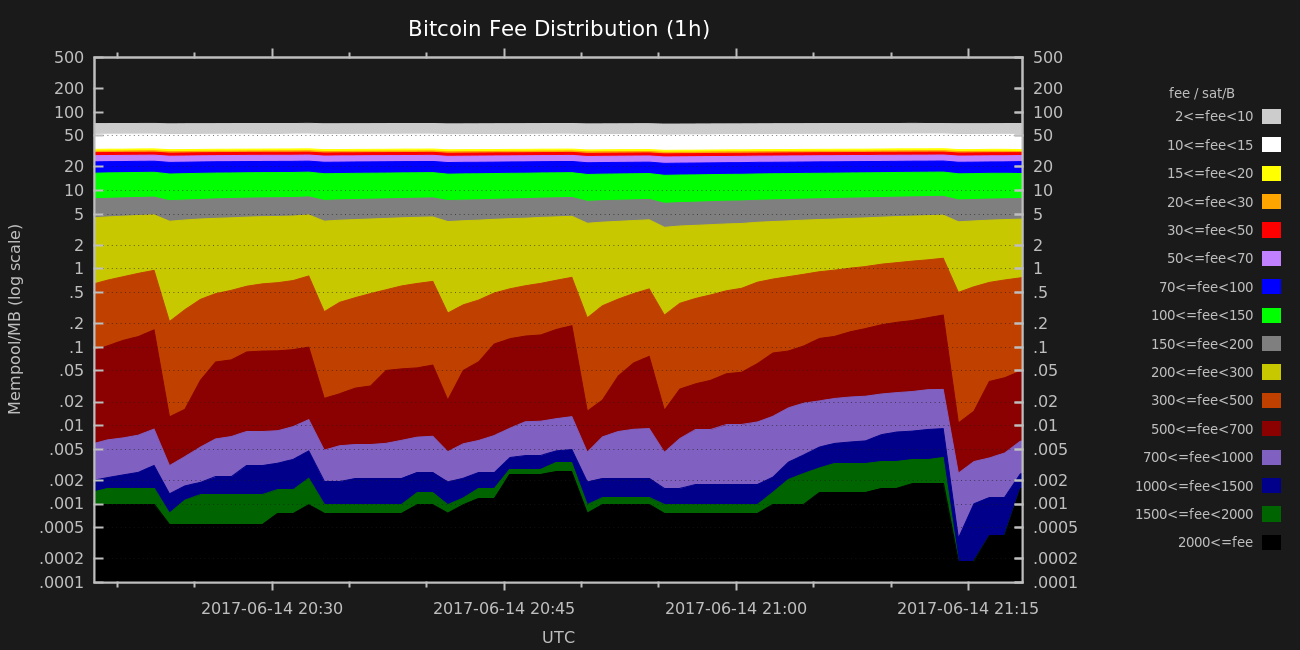 Bitcoin Fee Distribution (1h)
500 500
200 200
100 100
50 50
20 20
10 10
5 5
2 2
1 1
.5 .5
.2 .2
.1 .1
.05 .05
.02 .02
.01 .01
.005 .005
.002 .002
.001 .001
.0005 .0005
.0002 .0002
.0001 .0001
Mempool/MB (log scale)
2017-06-14 20:30 2017-06-14 20:45 2017-06-14 21:00 2017-06-14 21:15
UTC
fee / sat/B
2<=fee<10
10<=fee<15
15<=fee<20
20<=fee<30
30<=fee<50
50<=fee<70
70<=fee<100
100<=fee<150
150<=fee<200
200<=fee<300
300<=fee<500
500<=fee<700
700<=fee<1000
1000<=fee<1500
1500<=fee<2000
2000<=fee